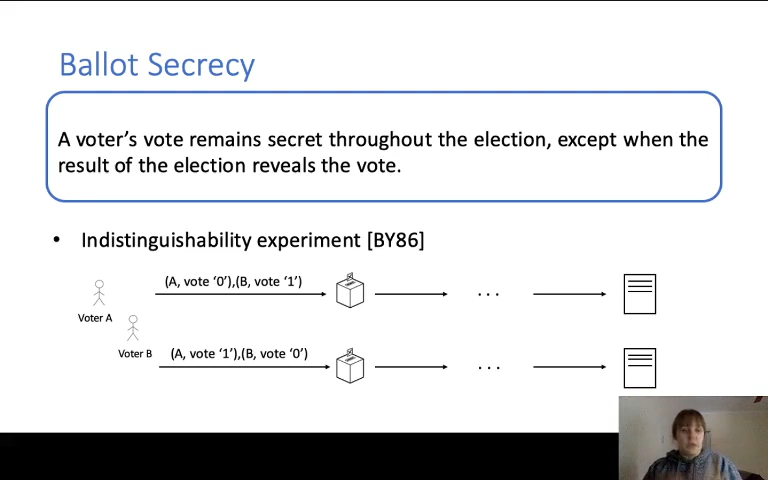 Ballot Secrecy
A voter’s vote remains secret throughout the election, except when the
result of the election reveals the vote.
• Indistinguishability experiment [BY86]
(A, vote ‘0’),(B, vote ‘1’)
. . .
Voter A
Voter B
(A, vote ‘1’),(B, vote ‘0’)
. . .